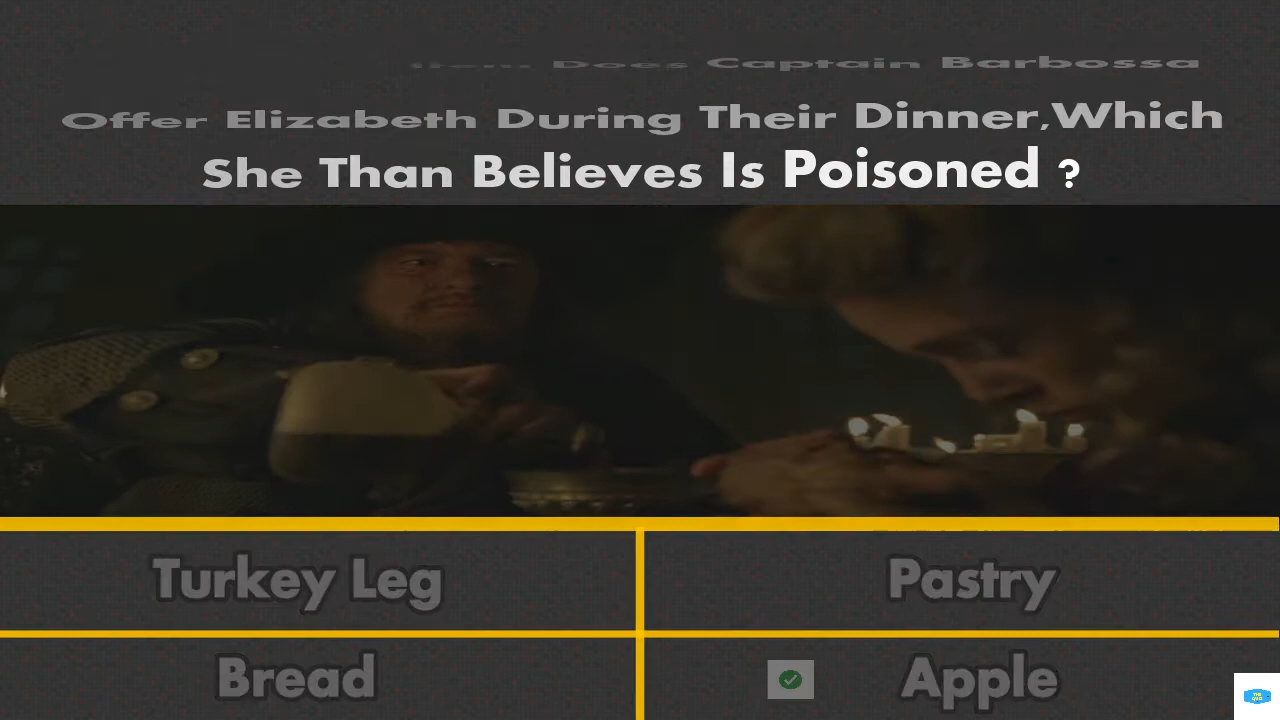 Does Captain Barbossa
Offer Elizabeth During Their Dinner,Which
She Than Believes Is Poisoned ?
Turkey Leg
Pastry
Bread
Apple